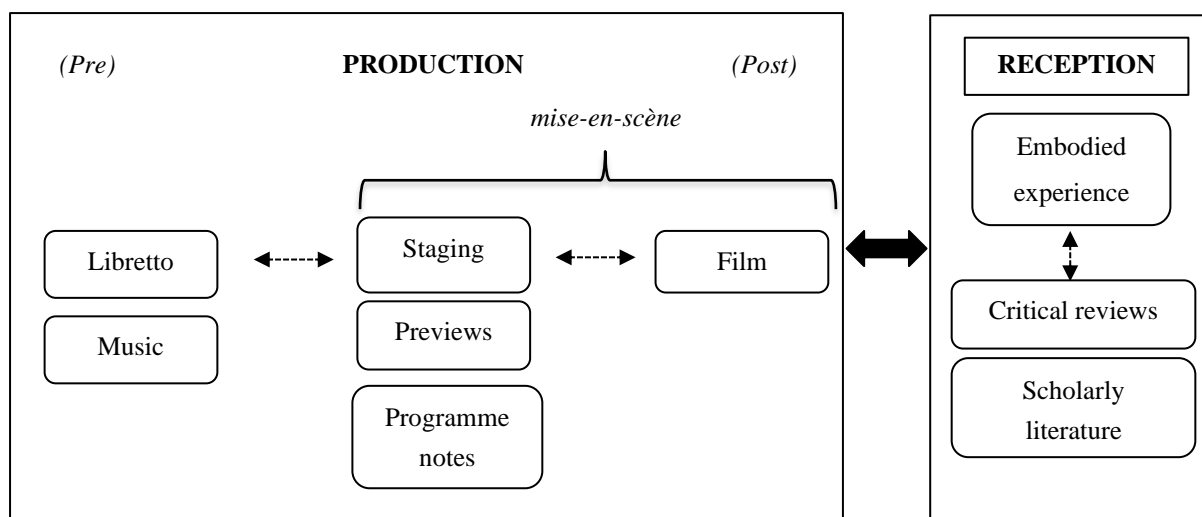 (Pre) PRODUCTION (Post)
mise-en-scène
Libretto
Music
Staging
Previews
Programme
notes
Film
RECEPTION
Embodied
experience
Critical reviews
Scholarly
literature